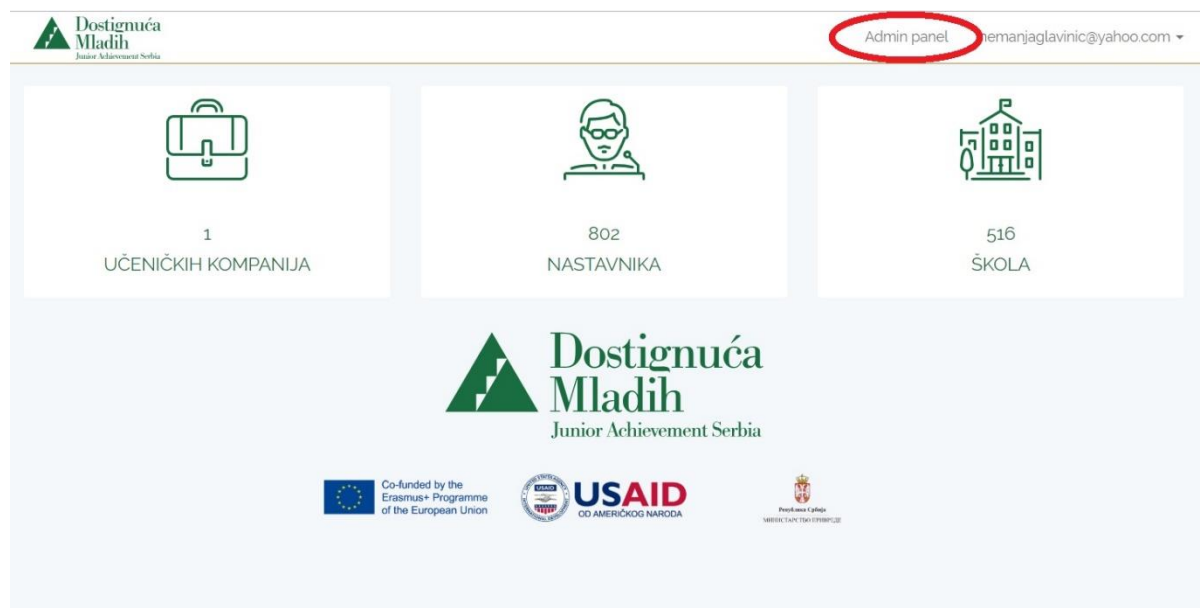 Dostignuća
Mladih
Junior Achievement Serbia
Admin panel
nemanjaglavinic@yahoo.com
1
UČENIČKIH KOMPANIJA
802
NASTAVNIKA
516
ŠKOLA
Dostignuća
Mladih
Junior Achievement Serbia
Co-funded by the
Erasmus+ Programme
of the European Union
USAID
USAID
OD AMERIČKOG NARODA
Република Србија
МИНИСТАРСТВО ПРИВРЕДЕ